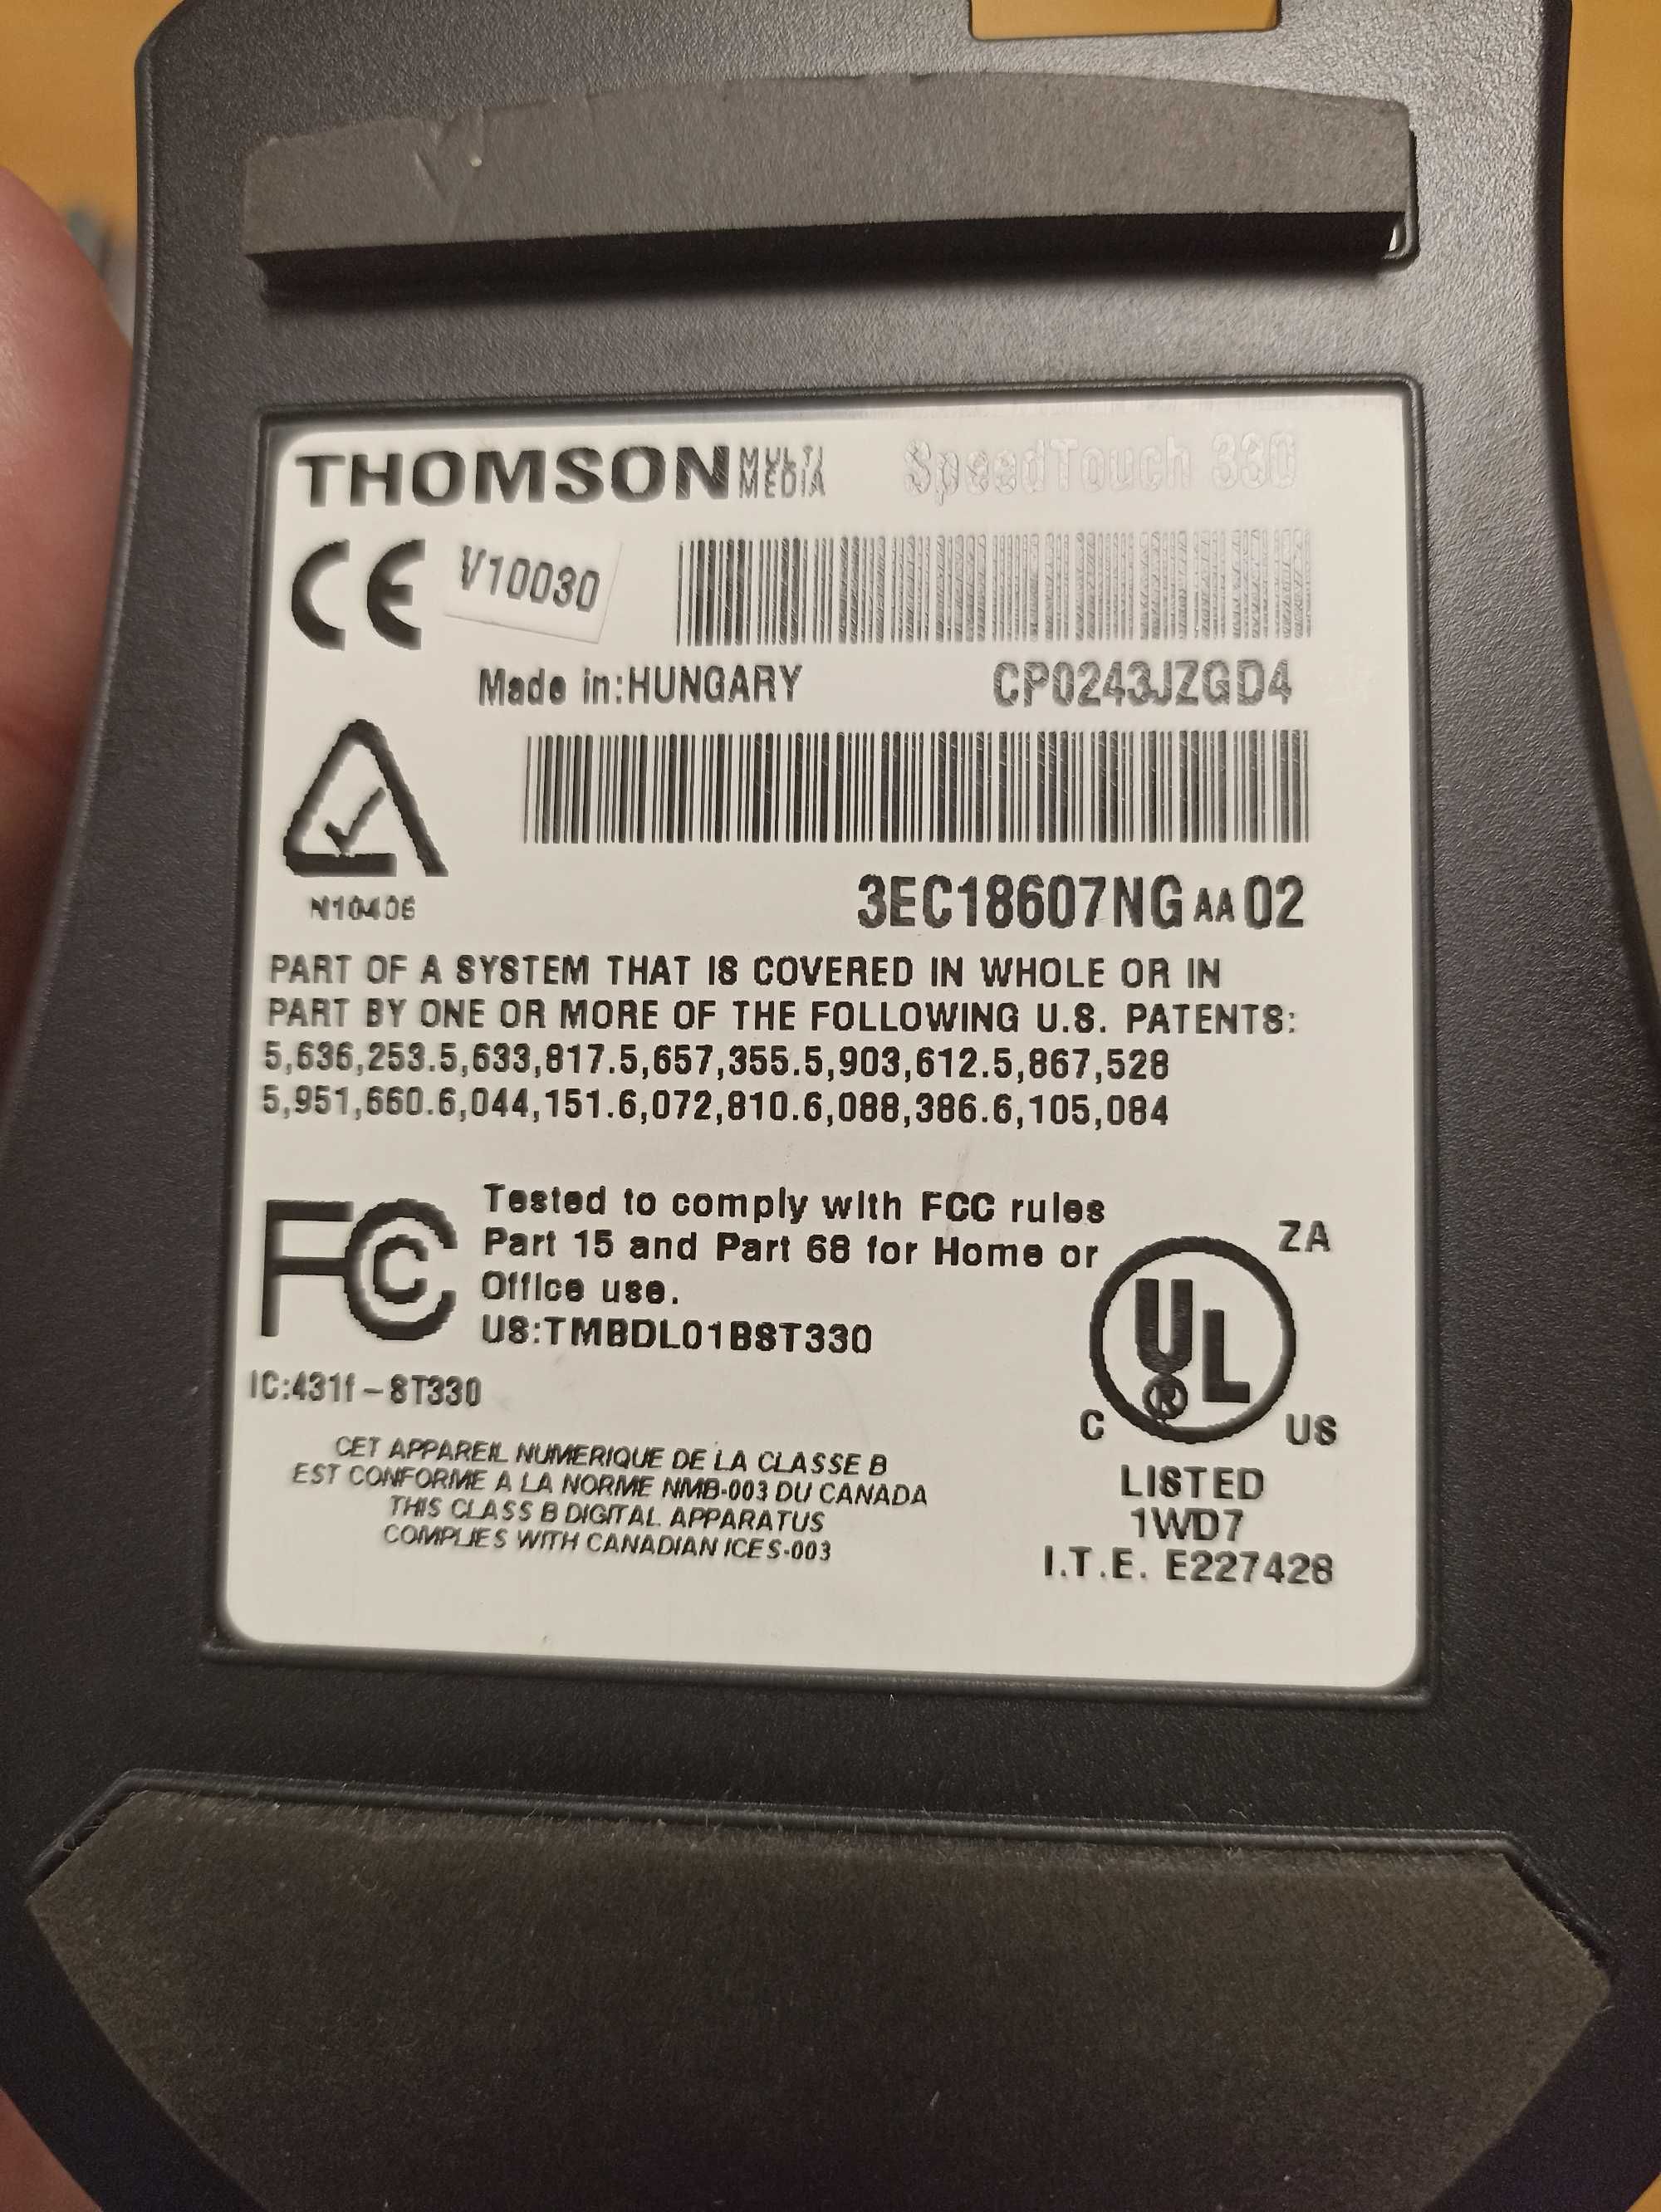 THOMSON MULTI MEDIA SpeedTouch 330
CE V10030
Made in:HUNGARY CP0243JZGD4
N10406
3EC18607NG AA 02
PART OF A SYSTEM THAT IS COVERED IN WHOLE OR IN
PART BY ONE OR MORE OF THE FOLLOWING U.S. PATENTS:
5,636,253.5,633,817.5,657,355.5,903,612.5,867,528
5,951,660.6,044,151.6,072,810.6,088,386.6,105,084
FC
Tested to comply with FCC rules
Part 15 and Part 68 for Home or
Office use.
US:TMBDL01BST330
IC:431f-ST330
CET APPAREIL NUMERIQUE DE LA CLASSE B
EST CONFORME A LA NORME NMB-003 DU CANADA
THIS CLASS B DIGITAL APPARATUS
COMPLIES WITH CANADIAN ICES-003
ZA
UL ®
C US
LISTED
1WD7
I.T.E. E227426